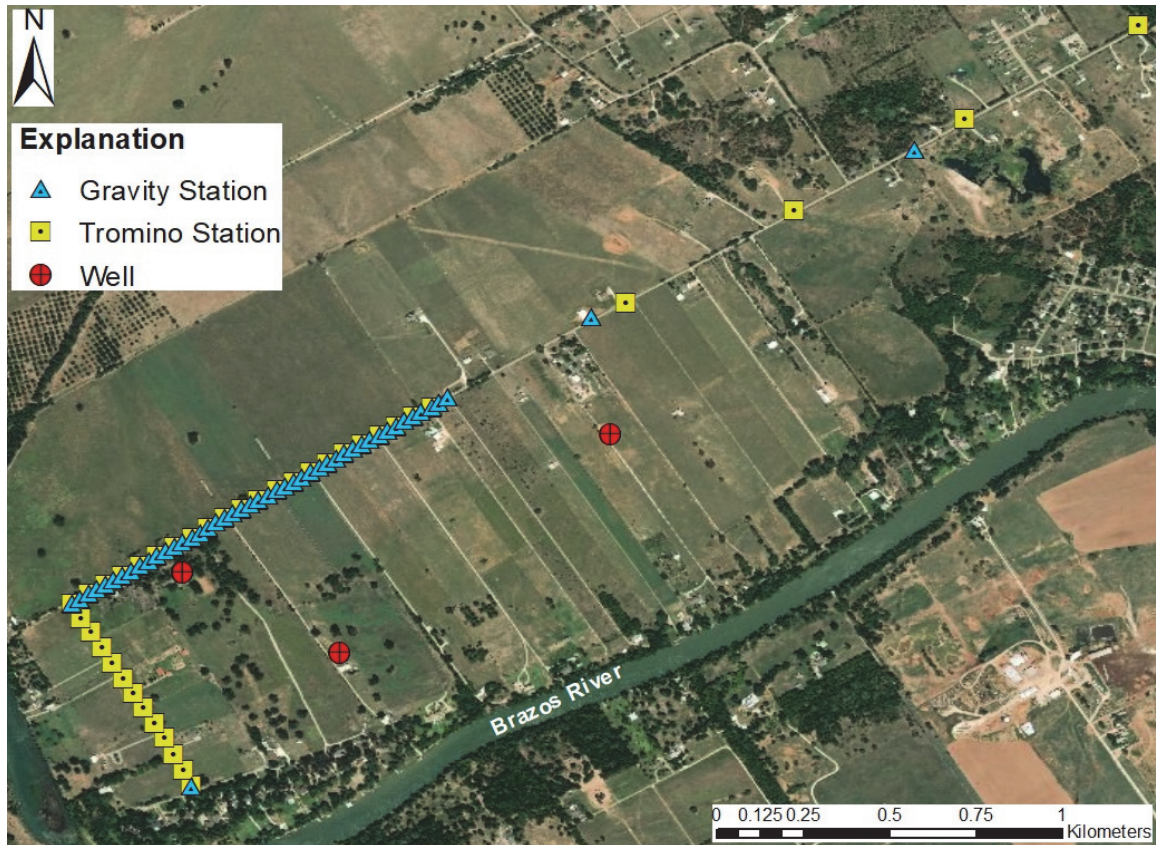 N
Explanation
Gravity Station
Tromino Station
Well
Brazos River
0 0.125 0.25 0.5 0.75 1
Kilometers